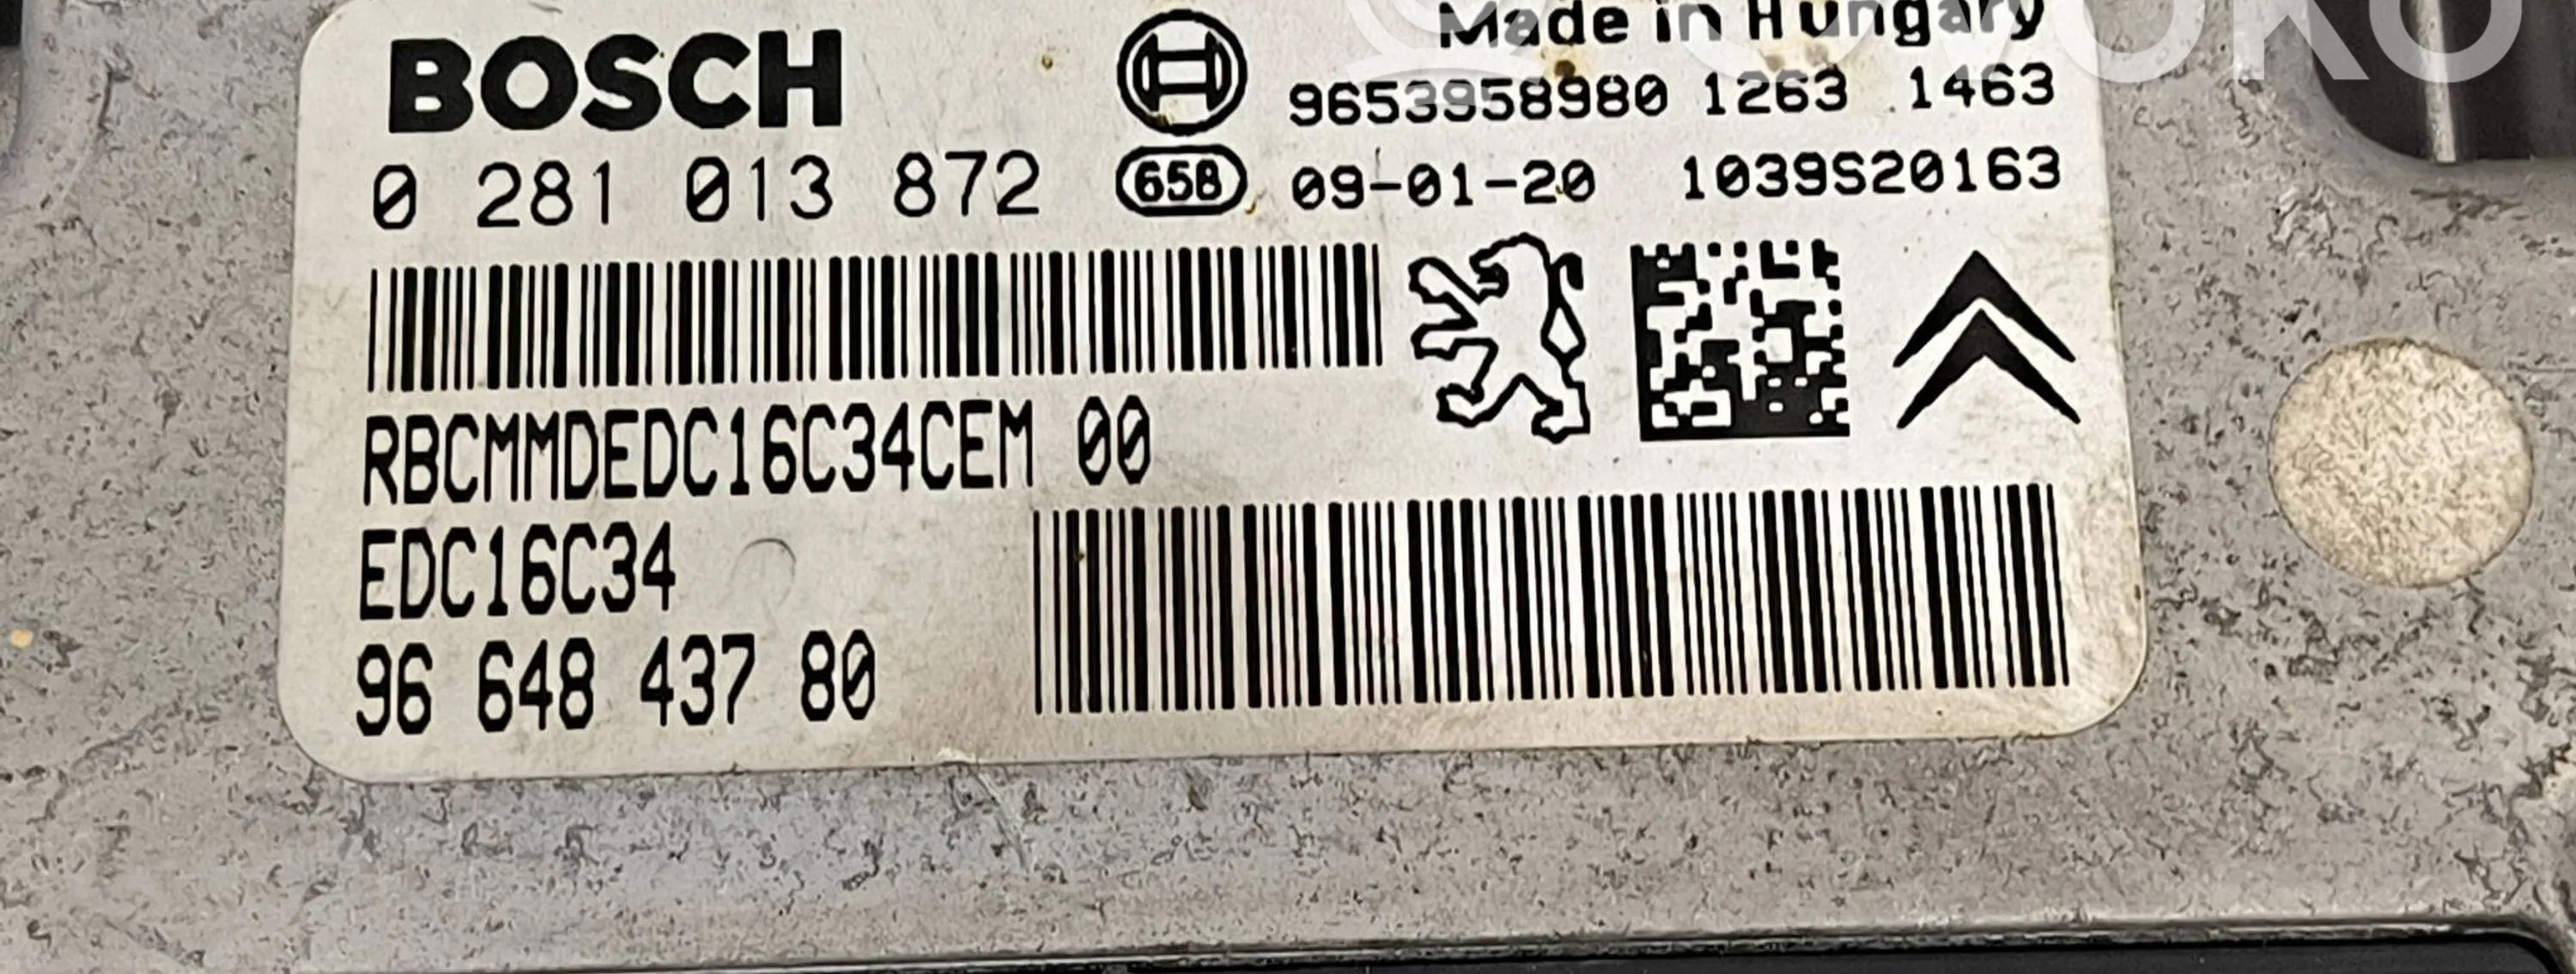 BOSCH
Made in Hungary
9653958980 1263 1463
0 281 013 872
658
09-01-20 1039S20163
RBCMMDEDC16C34CEM 00
EDC16C34
96 648 437 80